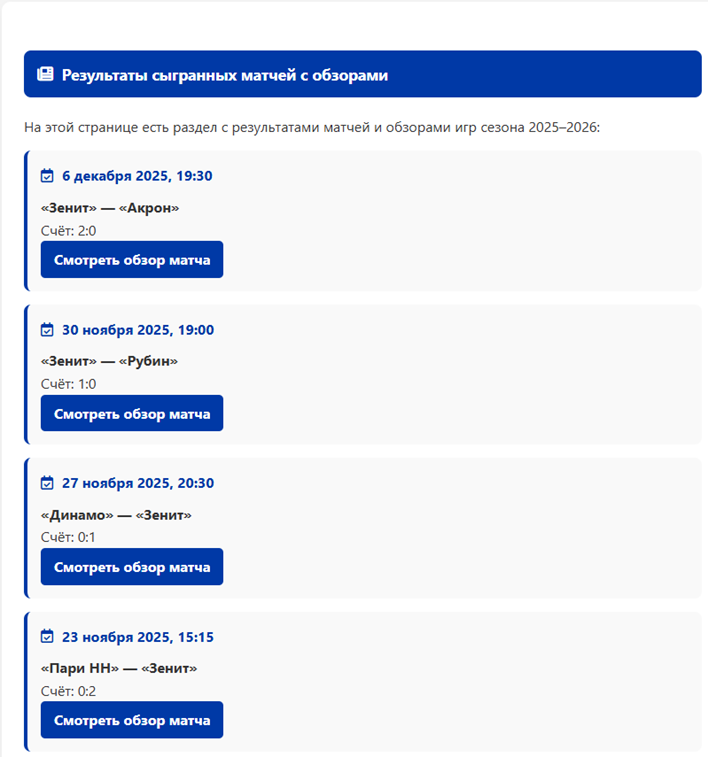 Результаты сыгранных матчей с обзорами
На этой странице есть раздел с результатами матчей и обзорами игр сезона 2025–2026:
6 декабря 2025, 19:30
«Зенит» — «Акрон»
Счёт: 2:0
Смотреть обзор матча
30 ноября 2025, 19:00
«Зенит» — «Рубин»
Счёт: 1:0
Смотреть обзор матча
27 ноября 2025, 20:30
«Динамо» — «Зенит»
Счёт: 0:1
Смотреть обзор матча
23 ноября 2025, 15:15
«Пари НН» — «Зенит»
Счёт: 0:2
Смотреть обзор матча